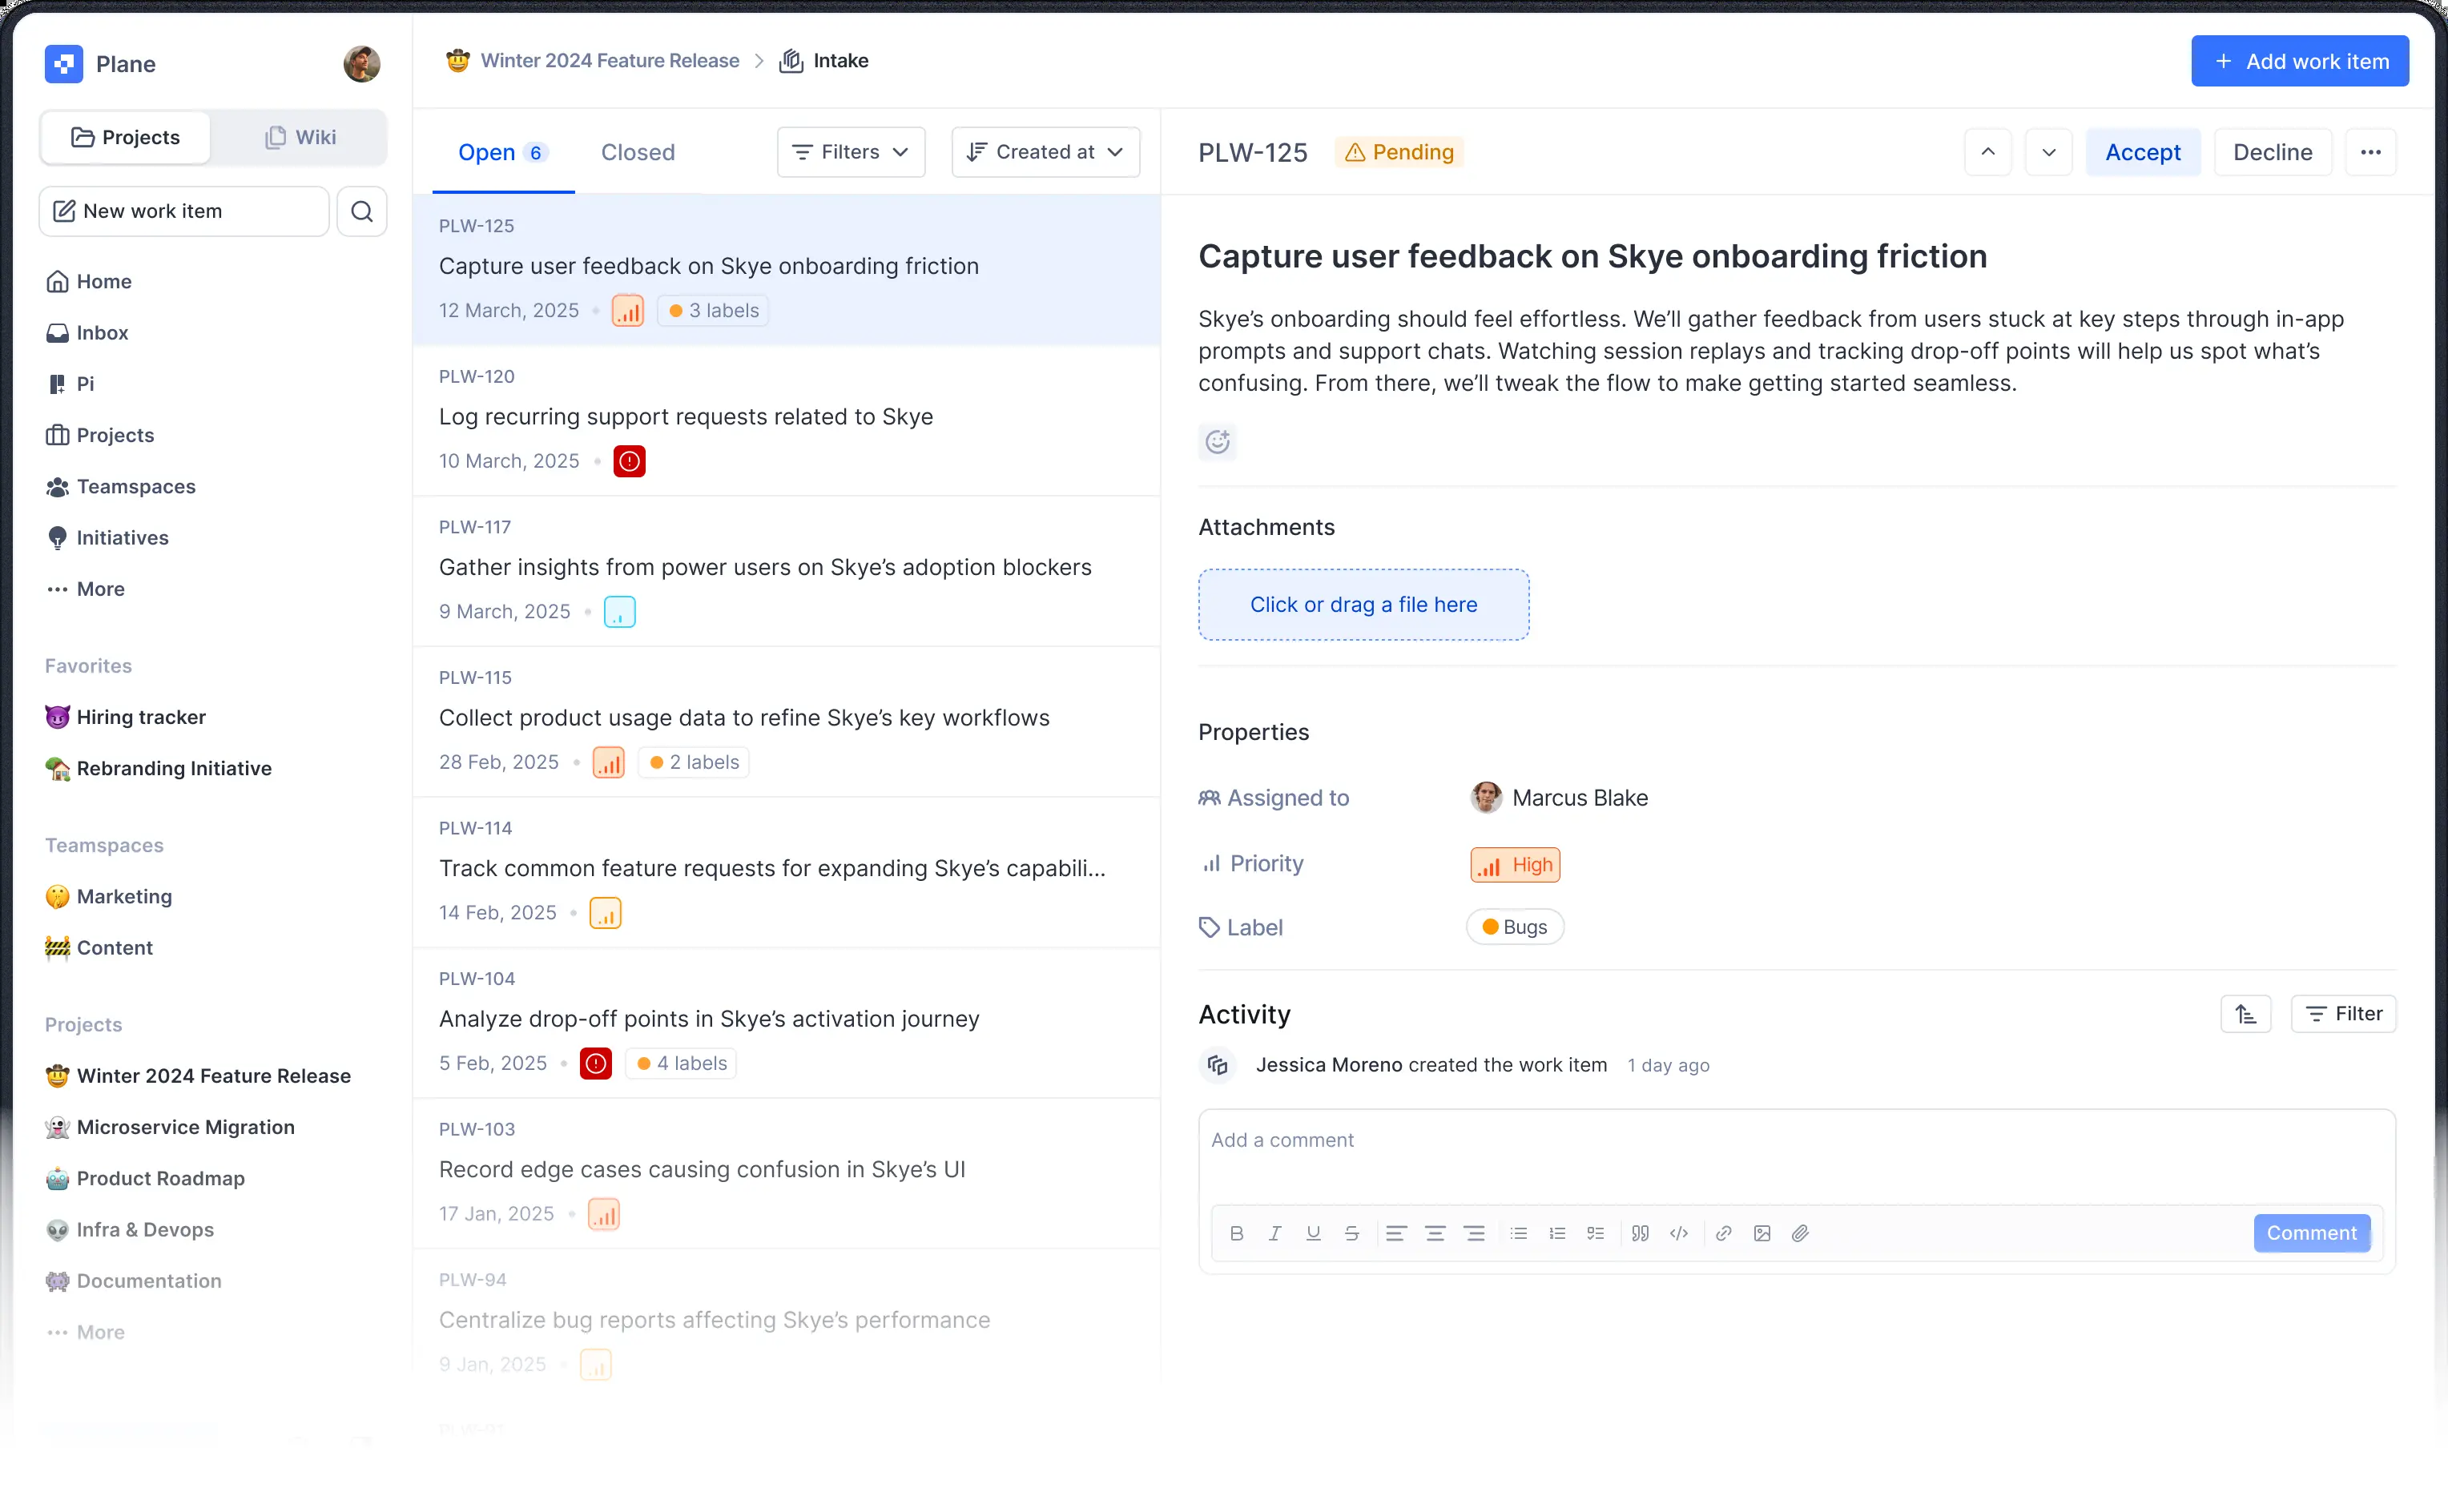 Plane
Projects
Wiki
New work item
Home
Inbox
Pi
Projects
Teamspaces
Initiatives
More
Favorites
Hiring tracker
Rebranding Initiative
Teamspaces
Marketing
Content
Projects
Winter 2024 Feature Release
Microservice Migration
Product Roadmap
Infra & Devops
Documentation
More
Winter 2024 Feature Release
Intake
Add work item
Open 6
Closed
Filters
Created at
PLW-125
Capture user feedback on Skye onboarding friction
12 March, 2025
3 labels
PLW-120
Log recurring support requests related to Skye
10 March, 2025
PLW-117
Gather insights from power users on Skye’s adoption blockers
9 March, 2025
PLW-115
Collect product usage data to refine Skye’s key workflows
28 Feb, 2025
2 labels
PLW-114
Track common feature requests for expanding Skye’s capabili...
14 Feb, 2025
PLW-104
Analyze drop-off points in Skye’s activation journey
5 Feb, 2025
4 labels
PLW-103
Record edge cases causing confusion in Skye’s UI
17 Jan, 2025
PLW-94
Centralize bug reports affecting Skye’s performance
9 Jan, 2025
PLW-125
Pending
Accept
Decline
Capture user feedback on Skye onboarding friction
Skye’s onboarding should feel effortless. We’ll gather feedback from users stuck at key steps through in-app
prompts and support chats. Watching session replays and tracking drop-off points will help us spot what’s
confusing. From there, we’ll tweak the flow to make getting started seamless.
Attachments
Click or drag a file here
Properties
Assigned to
Marcus Blake
Priority
High
Label
Bugs
Activity
Filter
Jessica Moreno created the work item 1 day ago
Add a comment
B I U S
Comment